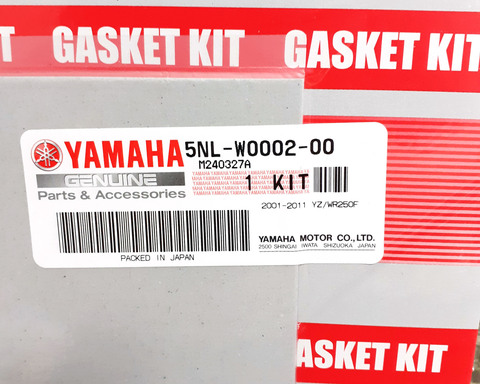 GASKET KIT GASKET KIT
YAMAHA 5NL-W0002-00
M240327A
GENUINE 1 KIT
Parts & Accessories
2001-2011 YZ/WR250F
YAMAHA MOTOR CO.,LTD.
2500 SHINGAI IWATA SHIZUOKA JAPAN
PACKED IN JAPAN
GASKET KIT